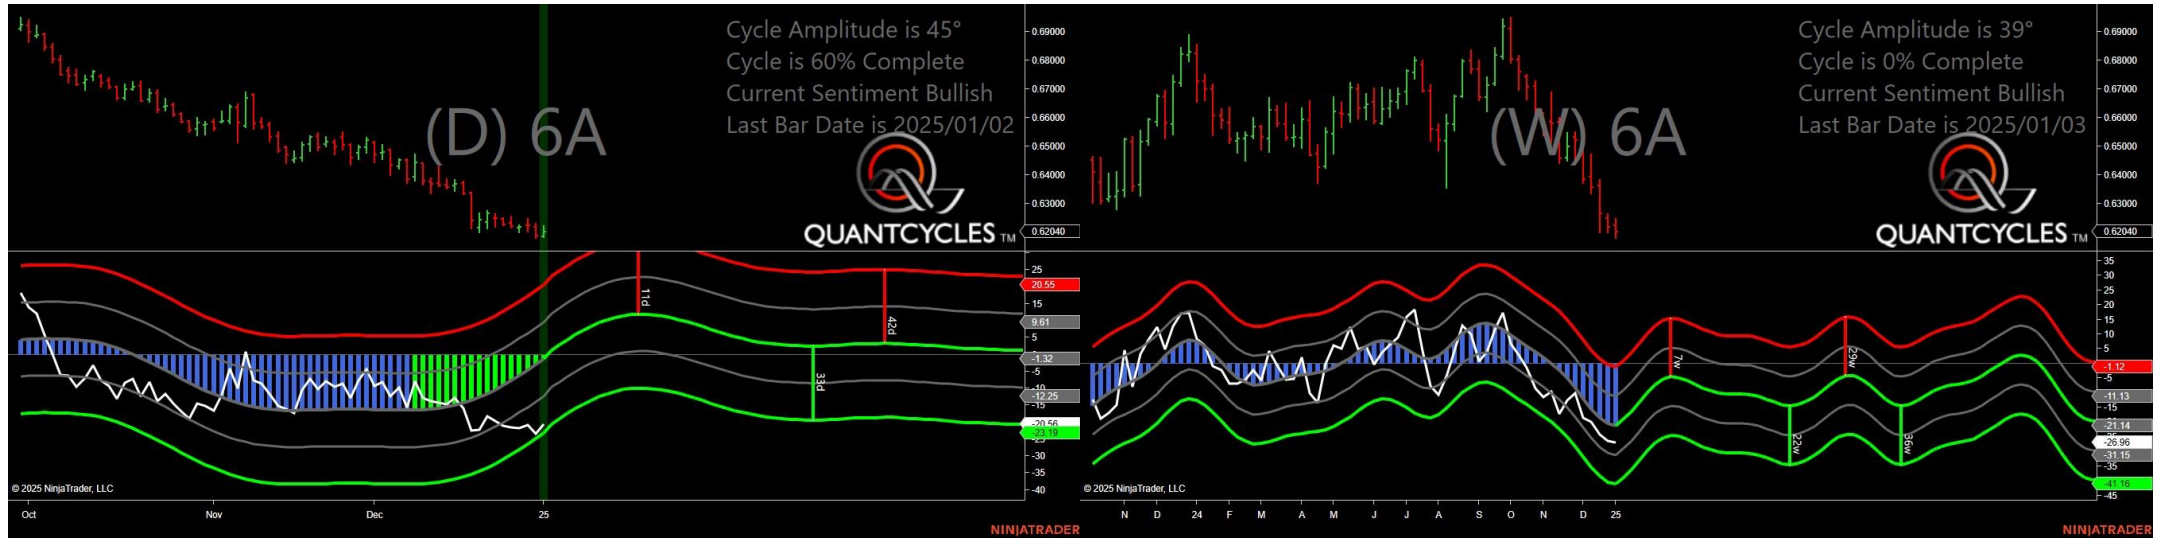 Cycle Amplitude is 45°
Cycle is 60% Complete
Current Sentiment Bullish
Last Bar Date is 2025/01/02
(D) 6A
QUANTCYCLES TM
0.69000
0.68000
0.67000
0.66000
0.65000
0.64000
0.63000
0.62040
25
20.55
15
9.61
5
-1.32
-5
-10
-12.25
-15
-20.56
-23.19
-30
-35
-40
11d
42d
33d
© 2025 NinjaTrader, LLC
Oct Nov Dec 25
NINJATRADER
Cycle Amplitude is 39°
Cycle is 0% Complete
Current Sentiment Bullish
Last Bar Date is 2025/01/03
(W) 6A
QUANTCYCLES TM
0.69000
0.68000
0.67000
0.66000
0.65000
0.64000
0.63000
0.62040
35
30
25
20
15
10
5
-1.12
-5
-11.13
-15
-21.14
-26.96
-31.15
-35
-41.16
-45
7w
29w
22w
36w
© 2025 NinjaTrader, LLC
N D 24 F M A M J J A S O N D 25
NINJATRADER